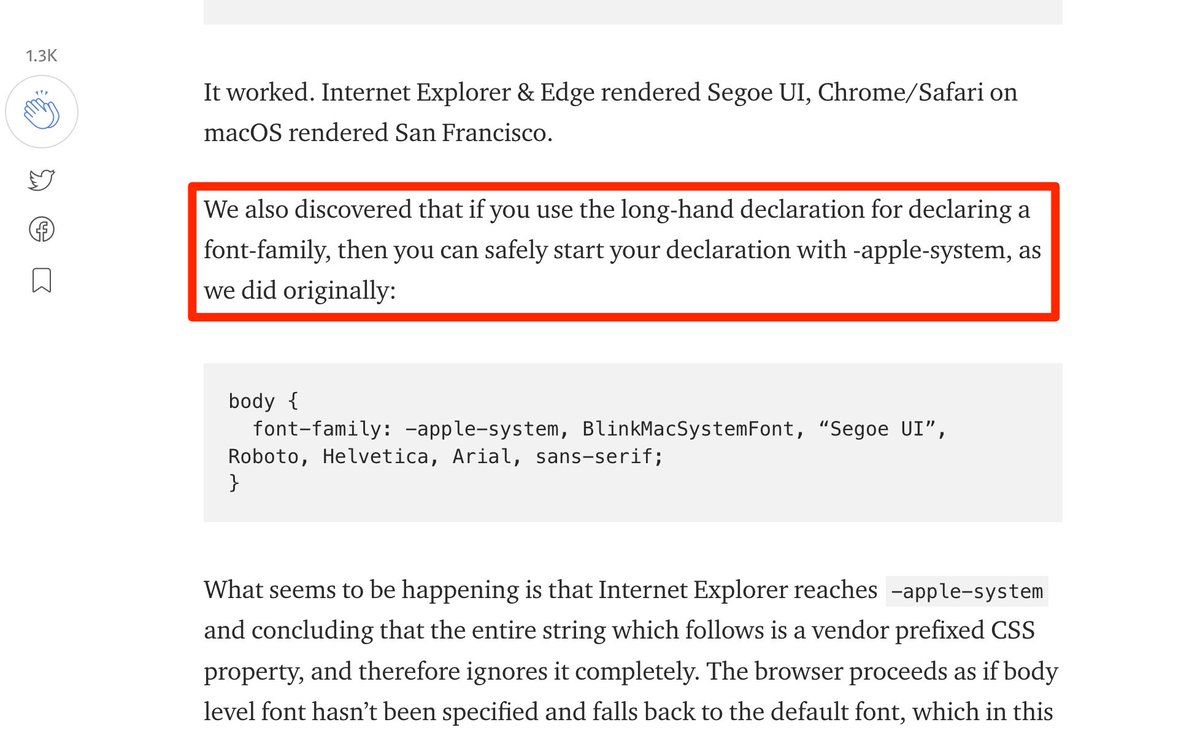 1.3K
It worked. Internet Explorer & Edge rendered Segoe UI, Chrome/Safari on
macOS rendered San Francisco.
We also discovered that if you use the long-hand declaration for declaring a
font-family, then you can safely start your declaration with -apple-system, as
we did originally:
body {
  font-family: -apple-system, BlinkMacSystemFont, “Segoe UI”,
Roboto, Helvetica, Arial, sans-serif;
}
What seems to be happening is that Internet Explorer reaches -apple-system
and concluding that the entire string which follows is a vendor prefixed CSS
property, and therefore ignores it completely. The browser proceeds as if body
level font hasn’t been specified and falls back to the default font, which in this